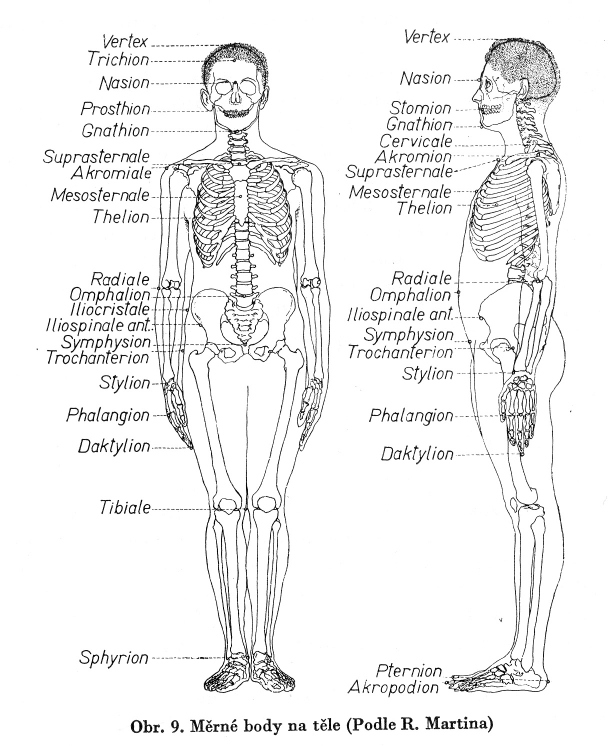 Vertex
Trichion
Nasion
Prosthion
Gnathion
Suprasternale
Akromiale
Mesosternale
Thelion
Radiale
Omphalion
Iliocristale
Iliospinale ant.
Symphysion
Trochanterion
Stylion
Phalangion
Daktylion
Tibiale
Sphyrion
Vertex
Nasion
Stomion
Gnathion
Cervicale
Akromion
Suprasternale
Mesosternale
Thelion
Radiale
Omphalion
Iliospinale ant.
Symphysion
Trochanterion
Stylion
Phalangion
Daktylion
Pternion
Akropodion
Obr. 9. Měrné body na těle (Podle R. Martina)